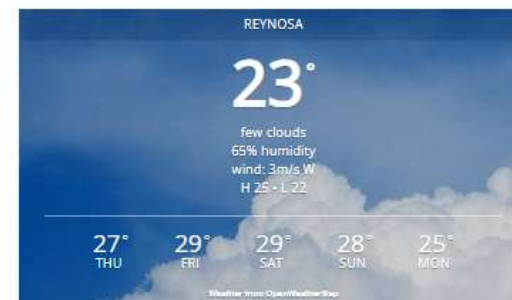 REYNOSA
23°
few clouds
65% humidity
wind: 3m/s W
H 25 • L 22
27° 29° 29° 28° 25°
THU FRI SAT SUN MON
Weather from OpenWeatherMap